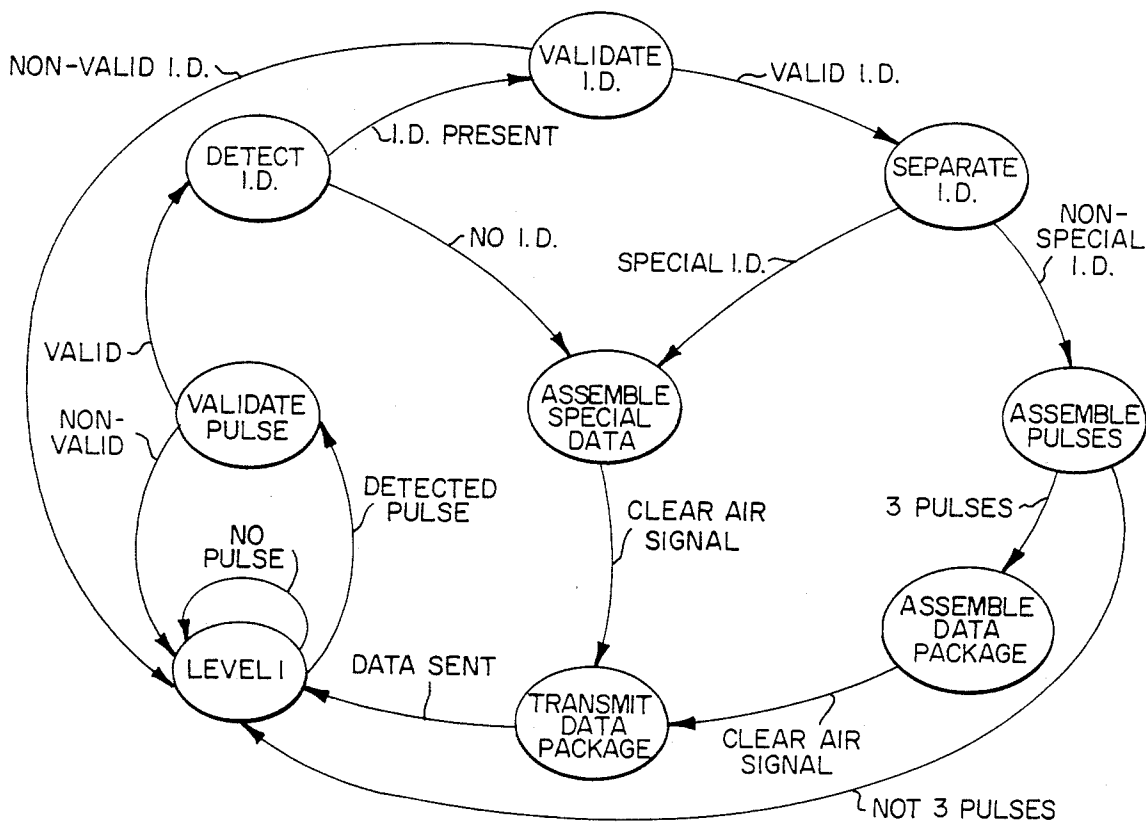 VALIDATE
I.D.
NON-VALID I.D.
VALID I.D.
I.D. PRESENT
DETECT
I.D.
SEPARATE
I.D.
NO I.D.
SPECIAL I.D.
NON-
SPECIAL
I.D.
VALID
VALIDATE
PULSE
NON-
VALID
ASSEMBLE
SPECIAL
DATA
ASSEMBLE
PULSES
DETECTED
PULSE
NO
PULSE
CLEAR AIR
SIGNAL
3 PULSES
ASSEMBLE
DATA
PACKAGE
LEVEL 1
DATA SENT
TRANSMIT
DATA
PACKAGE
CLEAR AIR
SIGNAL
NOT 3 PULSES